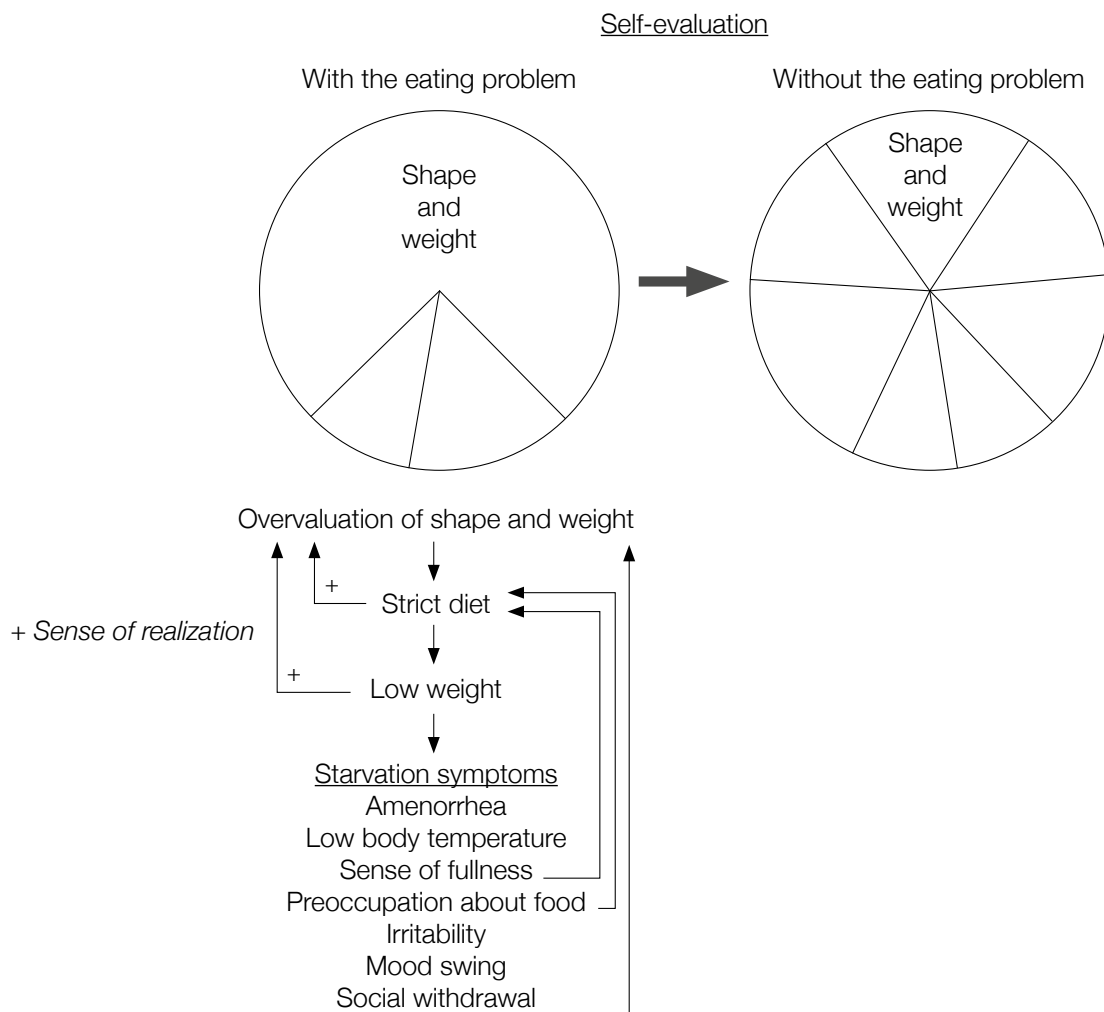 Self-evaluation
With the eating problem
Without the eating problem
Shape
and
weight
Shape
and
weight
Overvaluation of shape and weight
+
Strict diet
+ Sense of realization
+
Low weight
Starvation symptoms
Amenorrhea
Low body temperature
Sense of fullness
Preoccupation about food
Irritability
Mood swing
Social withdrawal